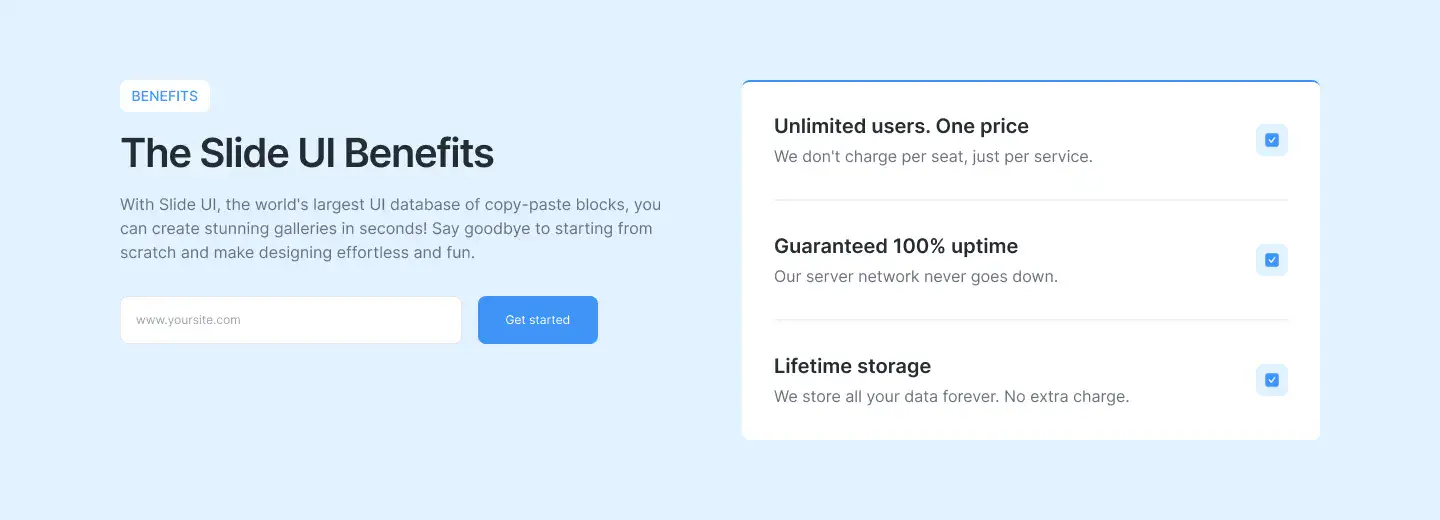 BENEFITS
The Slide UI Benefits
With Slide UI, the world's largest UI database of copy-paste blocks, you
can create stunning galleries in seconds! Say goodbye to starting from
scratch and make designing effortless and fun.
www.yoursite.com
Get started
Unlimited users. One price
We don't charge per seat, just per service.
Guaranteed 100% uptime
Our server network never goes down.
Lifetime storage
We store all your data forever. No extra charge.